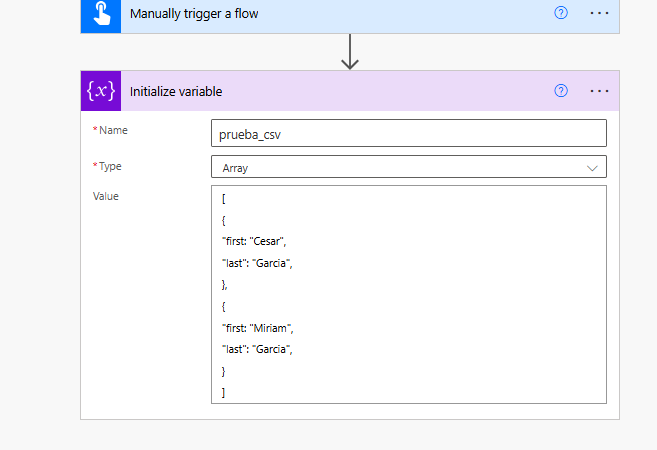 Manually trigger a flow
{x} Initialize variable
* Name
prueba_csv
* Type
Array
Value
[
{
"first: "Cesar",
"last": "Garcia",
},
{
"first: "Miriam",
"last": "Garcia",
}
]